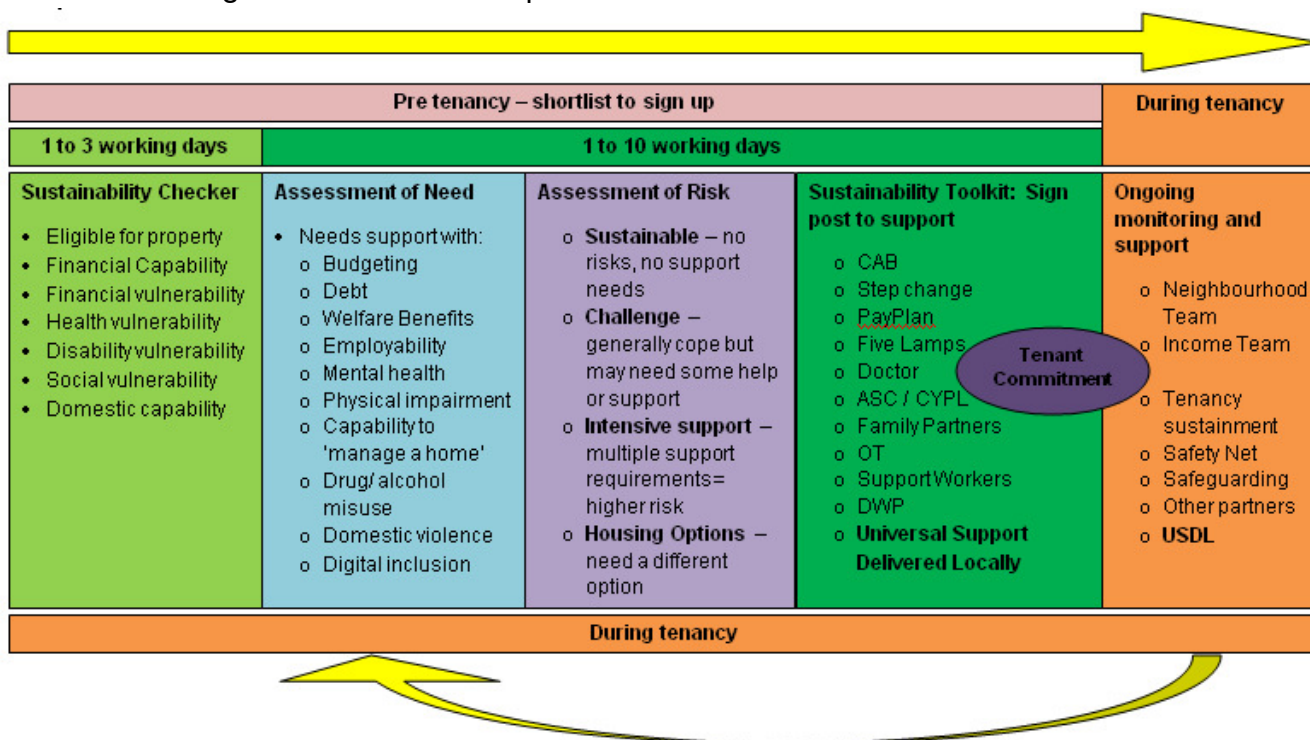 Pre tenancy – shortlist to sign up
During tenancy
1 to 3 working days
1 to 10 working days
Sustainability Checker
• Eligible for property
• Financial Capability
• Financial vulnerability
• Health vulnerability
• Disability vulnerability
• Social vulnerability
• Domestic capability
Assessment of Need
• Needs support with:
o Budgeting
o Debt
o Welfare Benefits
o Employability
o Mental health
o Physical impairment
o Capability to
'manage a home'
o Drug/ alcohol
misuse
o Domestic violence
o Digital inclusion
Assessment of Risk
o Sustainable – no
risks, no support
needs
o Challenge –
generally cope but
may need some help
or support
o Intensive support –
multiple support
requirements=
higher risk
o Housing Options –
need a different
option
Sustainability Toolkit: Sign
post to support
o CAB
o Step change
o PayPlan
o Five Lamps
o Doctor
o ASC / CYPL
o Family Partners
o OT
o Support Workers
o DWP
o Universal Support
Delivered Locally
Tenant
Commitment
Ongoing
monitoring and
support
o Neighbourhood
Team
o Income Team
o Tenancy
sustainment
o Safety Net
o Safeguarding
o Other partners
o USDL
During tenancy